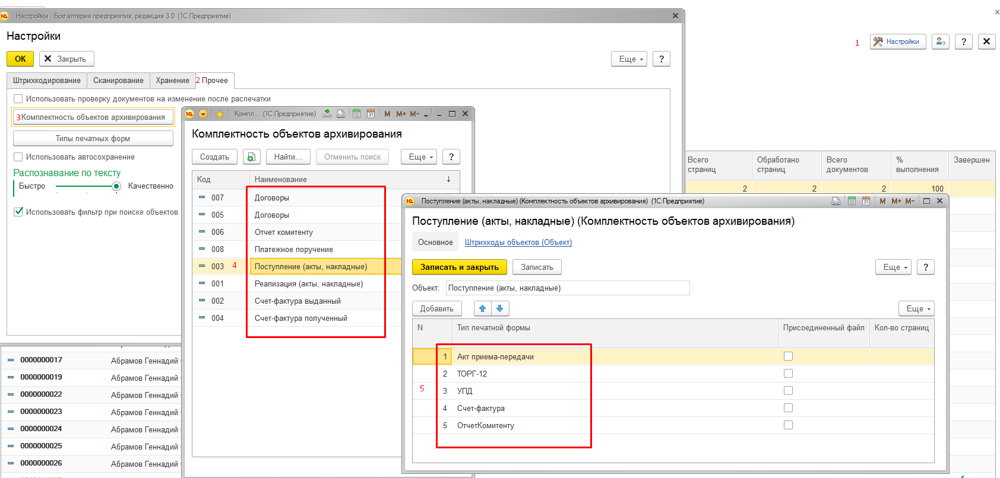 Настройки - Бухгалтерия предприятия, редакция 3.0 (1С:Предприятие)
Настройки
ОК
Закрыть
Еще
?
Штрихкодирование
Сканирование
Хранение
2 Прочее
Использовать проверку документов на изменение после распечатки
3 Комплектность объектов архивирования
Типы печатных форм
Использовать автосохранение
Распознавание по тексту
Быстро
Качественно
Использовать фильтр при поиске объектов
1
Настройки
?
Всего страниц
Обработано страниц
Всего документов
% выполнения
Завершен
2
2
2
100
Компл... (1С:Предприятие)
31
M
M+
M-
Комплектность объектов архивирования
Создать
Найти...
Отменить поиск
Еще
?
Код
Наименование
007 Договоры
005 Договоры
006 Отчет комитенту
008 Платежное поручение
003 4 Поступление (акты, накладные)
001 Реализация (акты, накладные)
002 Счет-фактура выданный
004 Счет-фактура полученный
Поступление (акты, накладные) (Комплектность объектов архивирования) (1С:Предприятие)
31
M
M+
M-
Поступление (акты, накладные) (Комплектность объектов архивирования)
Основное
Штрихкоды объектов (Объект)
Записать и закрыть
Записать
Еще
?
Объект:
Поступление (акты, накладные)
Добавить
Еще
N
Тип печатной формы
Присоединенный файл
Кол-во страниц
1 Акт приема-передачи
2 ТОРГ-12
5
3 УПД
4 Счет-фактура
5 ОтчетКомитенту
0000000017 Абрамов Геннадий
0000000019 Абрамов Геннадий
0000000022 Абрамов Геннадий
0000000023 Абрамов Геннадий
0000000024 Абрамов Геннадий
0000000025 Абрамов Геннадий
0000000026 Абрамов Геннадий